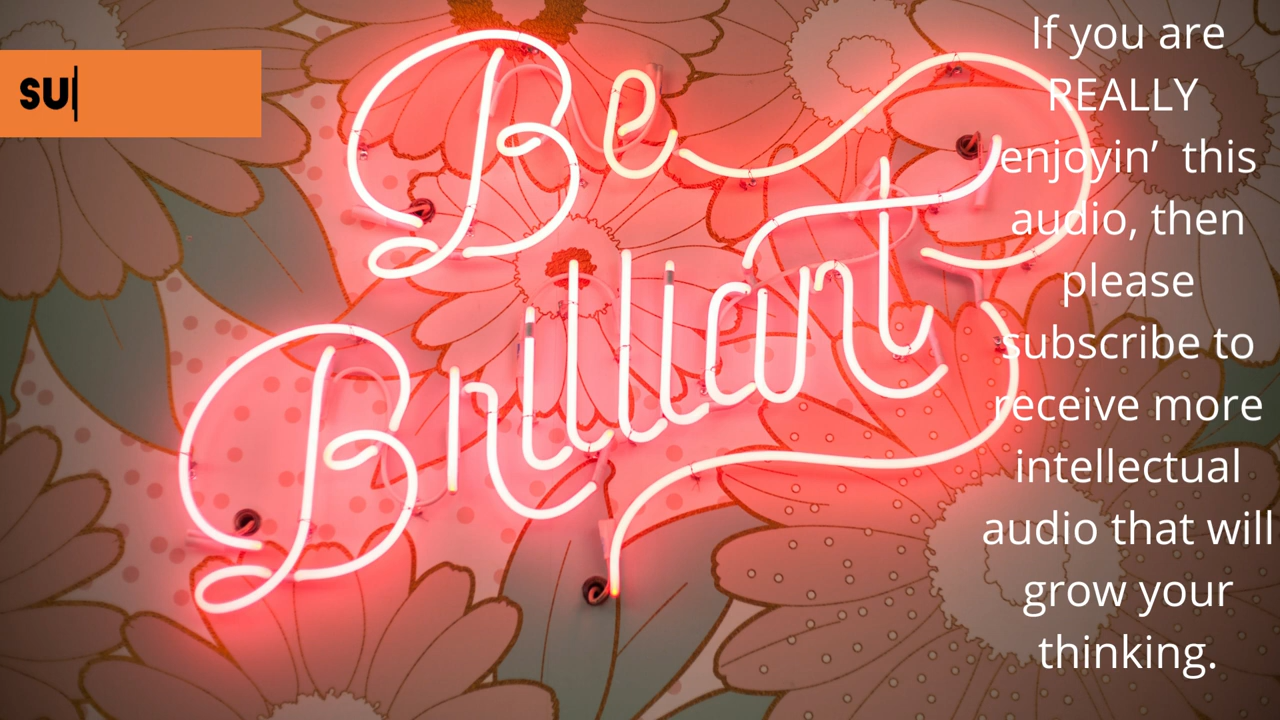 su
Be
Brilliant
If you are
REALLY
enjoyin’ this
audio, then
please
subscribe to
receive more
intellectual
audio that will
grow your
thinking.